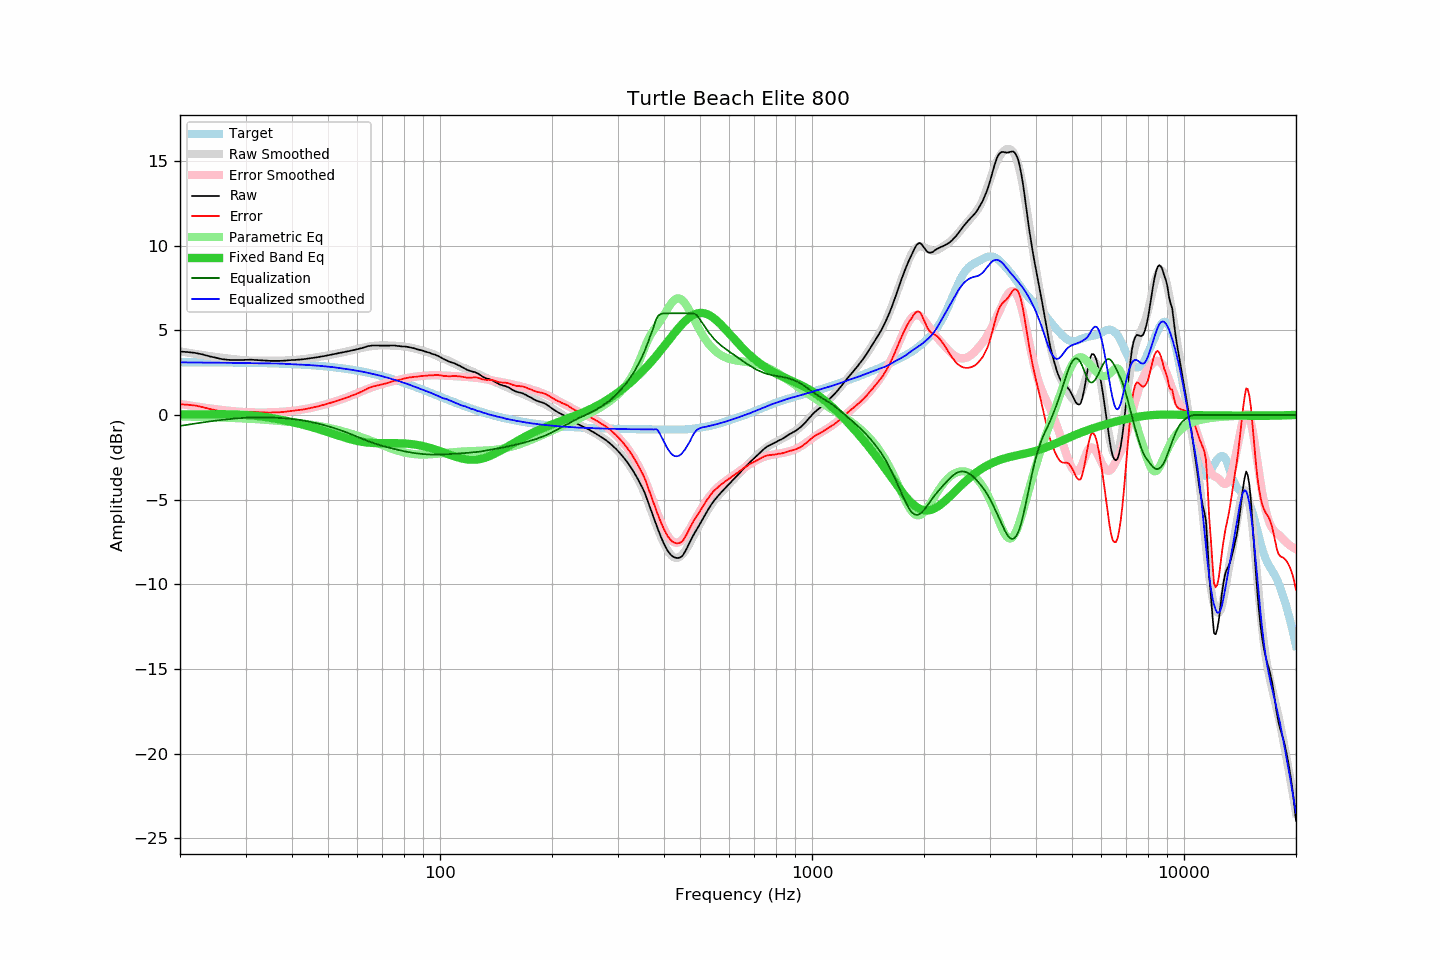 Turtle Beach Elite 800
Target
Raw Smoothed
Error Smoothed
Raw
Error
Parametric Eq
Fixed Band Eq
Equalization
Equalized smoothed
15
10
5
0
−5
−10
−15
−20
−25
Amplitude (dBr)
100
1000
10000
Frequency (Hz)